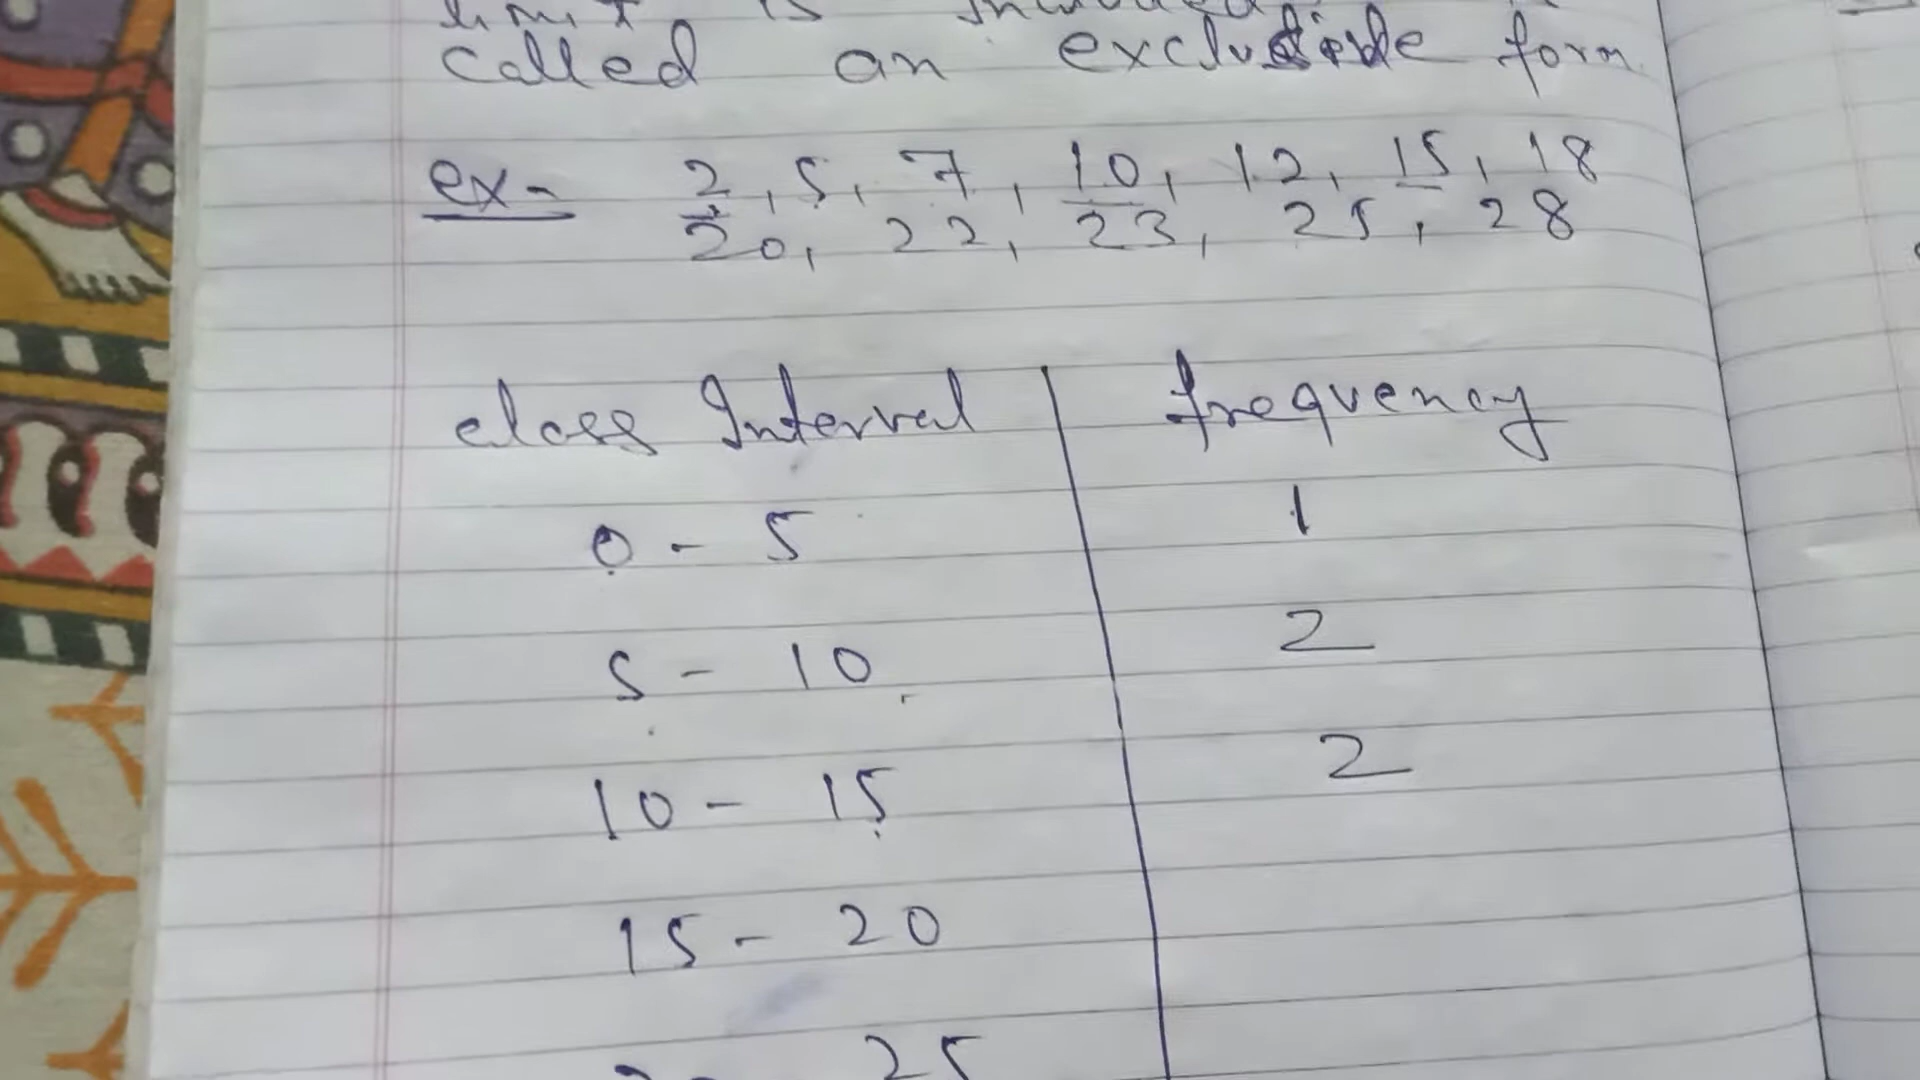 called an exclusive form
ex- 2, 5, 7, 10, 12, 15, 18
20, 22, 23, 25, 28
class Interval frequency
0 - 5 1
5 - 10 2
10 - 15 2
15 - 20
25